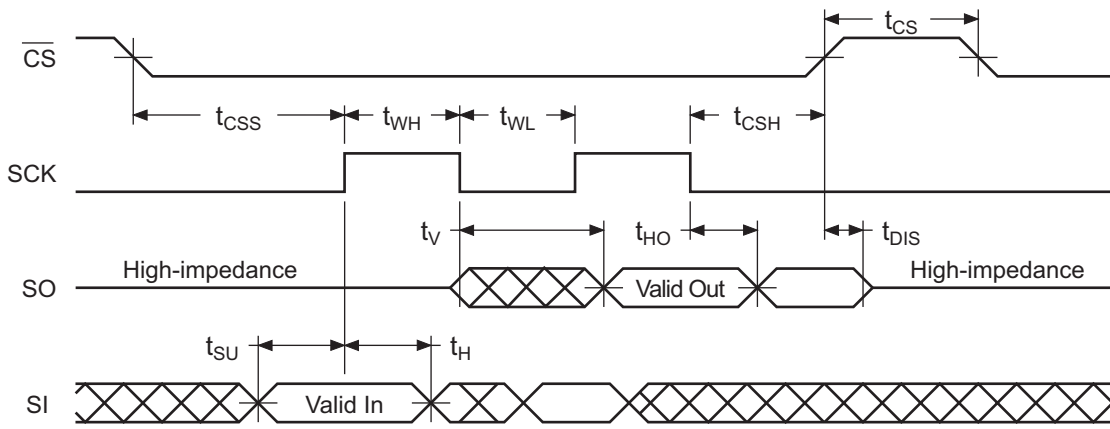 t_CS
C̅S̅
t_CSS t_WH t_WL t_CSH
SCK
t_V t_HO t_DIS
High-impedance High-impedance
SO Valid Out
t_SU t_H
SI Valid In